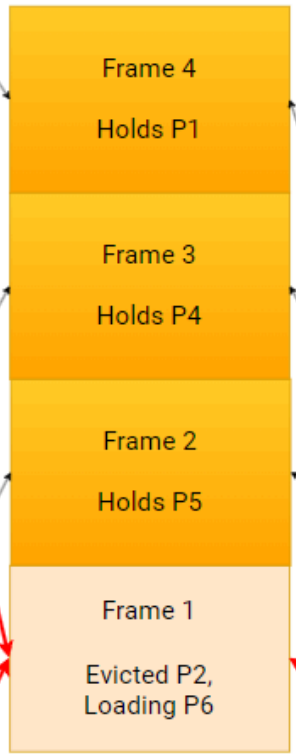 Frame 4
Holds P1
Frame 3
Holds P4
Frame 2
Holds P5
Frame 1
Evicted P2,
Loading P6